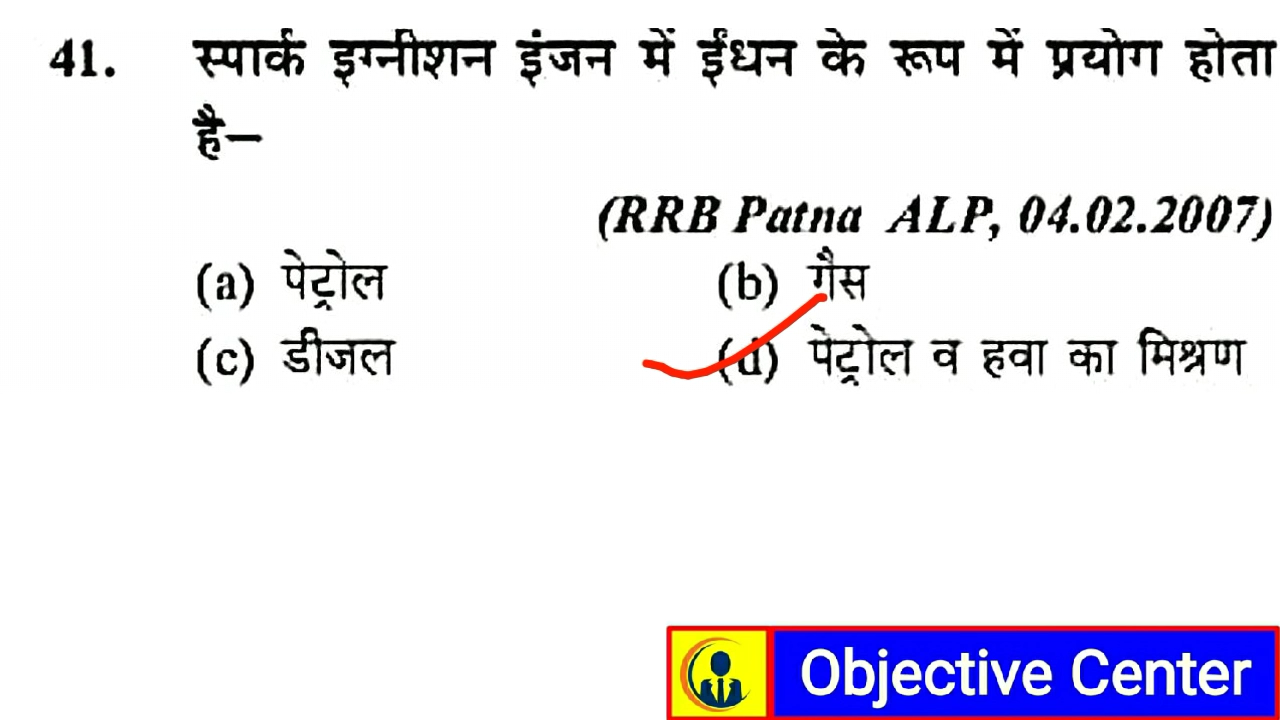 41. स्पार्क इग्नीशन इंजन में ईंधन के रूप में प्रयोग होता
है–
(RRB Patna ALP, 04.02.2007)
(a) पेट्रोल (b) गैस
(c) डीजल (d) पेट्रोल व हवा का मिश्रण
Objective Center